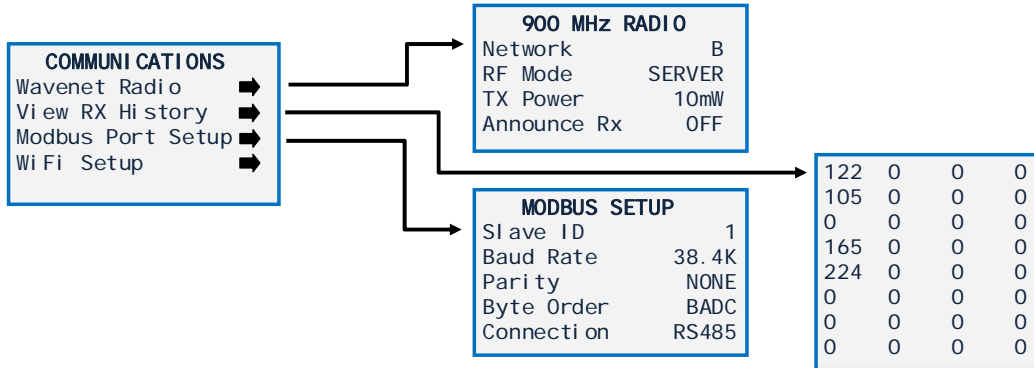 COMMUNICATIONS
Wavenet Radio
View RX History
Modbus Port Setup
WiFi Setup
900 MHz RADIO
Network B
RF Mode SERVER
TX Power 10mW
Announce Rx OFF
MODBUS SETUP
Slave ID 1
Baud Rate 38.4K
Parity NONE
Byte Order BADC
Connection RS485
122 0 0 0
105 0 0 0
0 0 0 0
165 0 0 0
224 0 0 0
0 0 0 0
0 0 0 0
0 0 0 0